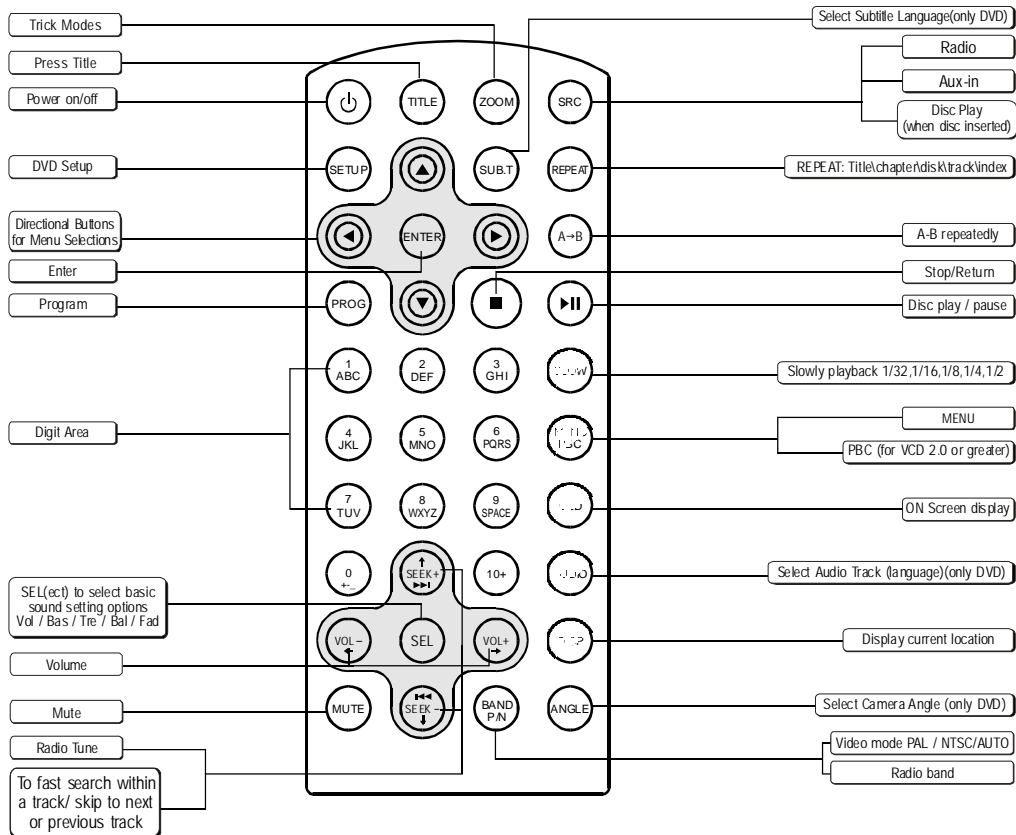 Trick Modes
Press Title
Power on/off
DVD Setup
Directional Buttons
for Menu Selections
Enter
Program
Digit Area
SEL(ect) to select basic
sound setting options
Vol / Bas / Tre / Bal / Fad
Volume
Mute
Radio Tune
To fast search within
a track/ skip to next
or previous track
TITLE
ZOOM
SRC
SETUP
SUB.T
REPEAT
ENTER
A→B
PROG
1
ABC
2
DEF
3
GHI
4
JKL
5
MNO
6
PQRS
7
TUV
8
WXYZ
9
SPACE
0
+-
SEEK+
10+
VOL -
SEL
VOL+
MUTE
SEEK -
BAND
P/N
ANGLE
Select Subtitle Language(only DVD)
Radio
Aux-in
Disc Play
(when disc inserted)
REPEAT: Title\chapter\disk\track\index
A-B repeatedly
Stop/Return
Disc play / pause
Slowly playback 1/32,1/16,1/8,1/4,1/2
MENU
PBC (for VCD 2.0 or greater)
ON Screen display
Select Audio Track (language)(only DVD)
Display current location
Select Camera Angle (only DVD)
Video mode PAL / NTSC/AUTO
Radio band